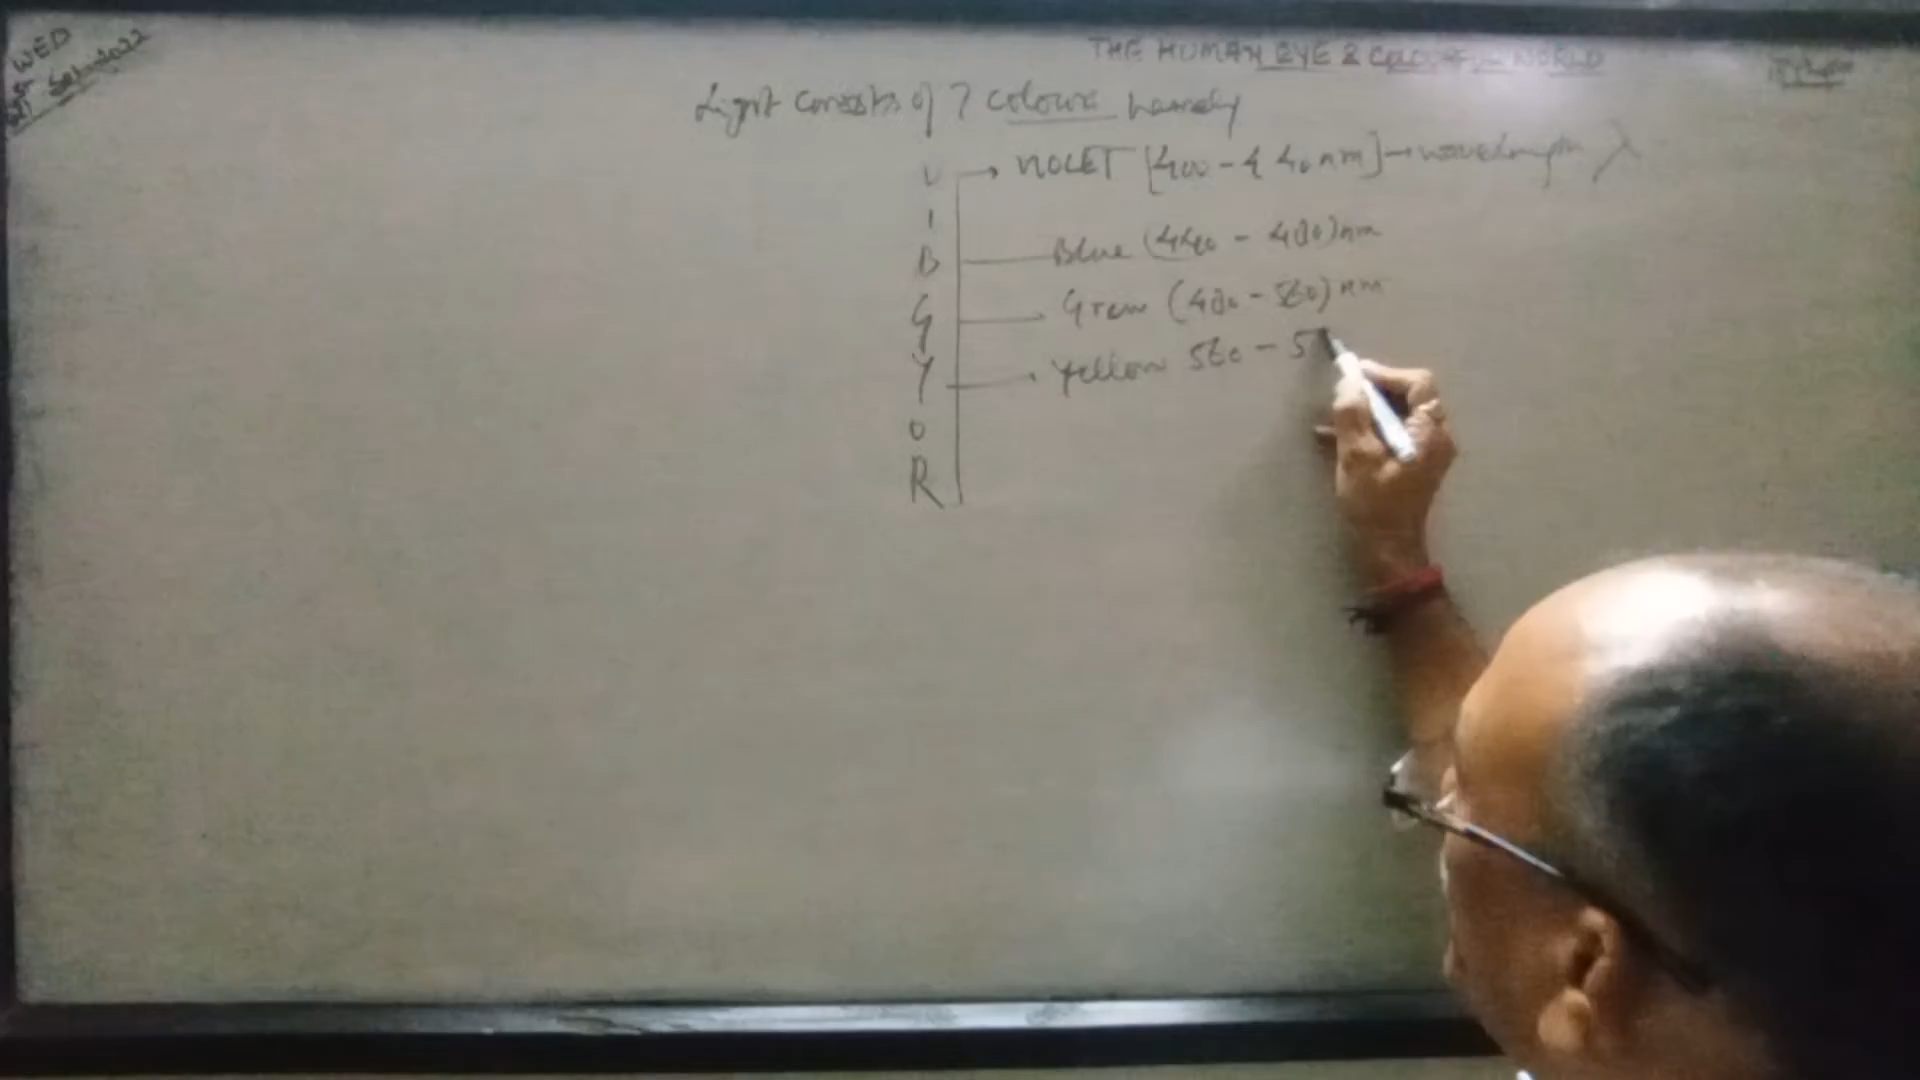 WED
THE HUMAN EYE & COLOURFUL WORLD
Light consists of 7 colours namely
V → VIOLET [400 - 440 nm] → wavelength λ
I
B Blue (440 - 480) nm
G Green (480 - 560) nm
Y Yellow 560 - 5
O
R